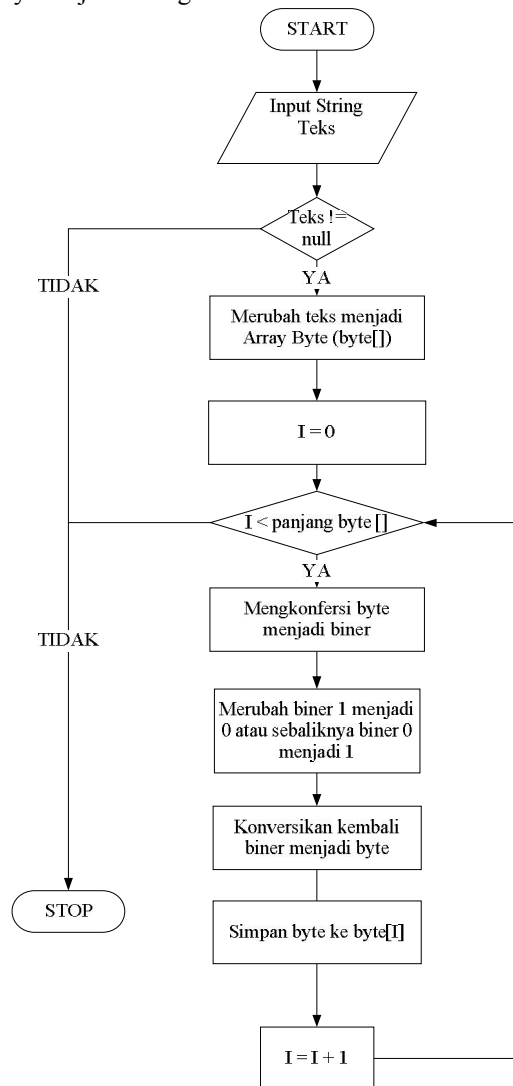 START
Input String
Teks
Teks !=
null
TIDAK
YA
Merubah teks menjadi
Array Byte (byte[])
I = 0
I < panjang byte []
YA
Mengkonfersi byte
menjadi biner
TIDAK
Merubah biner 1 menjadi
0 atau sebaliknya biner 0
menjadi 1
Konversikan kembali
biner menjadi byte
STOP
Simpan byte ke byte[I]
I = I + 1